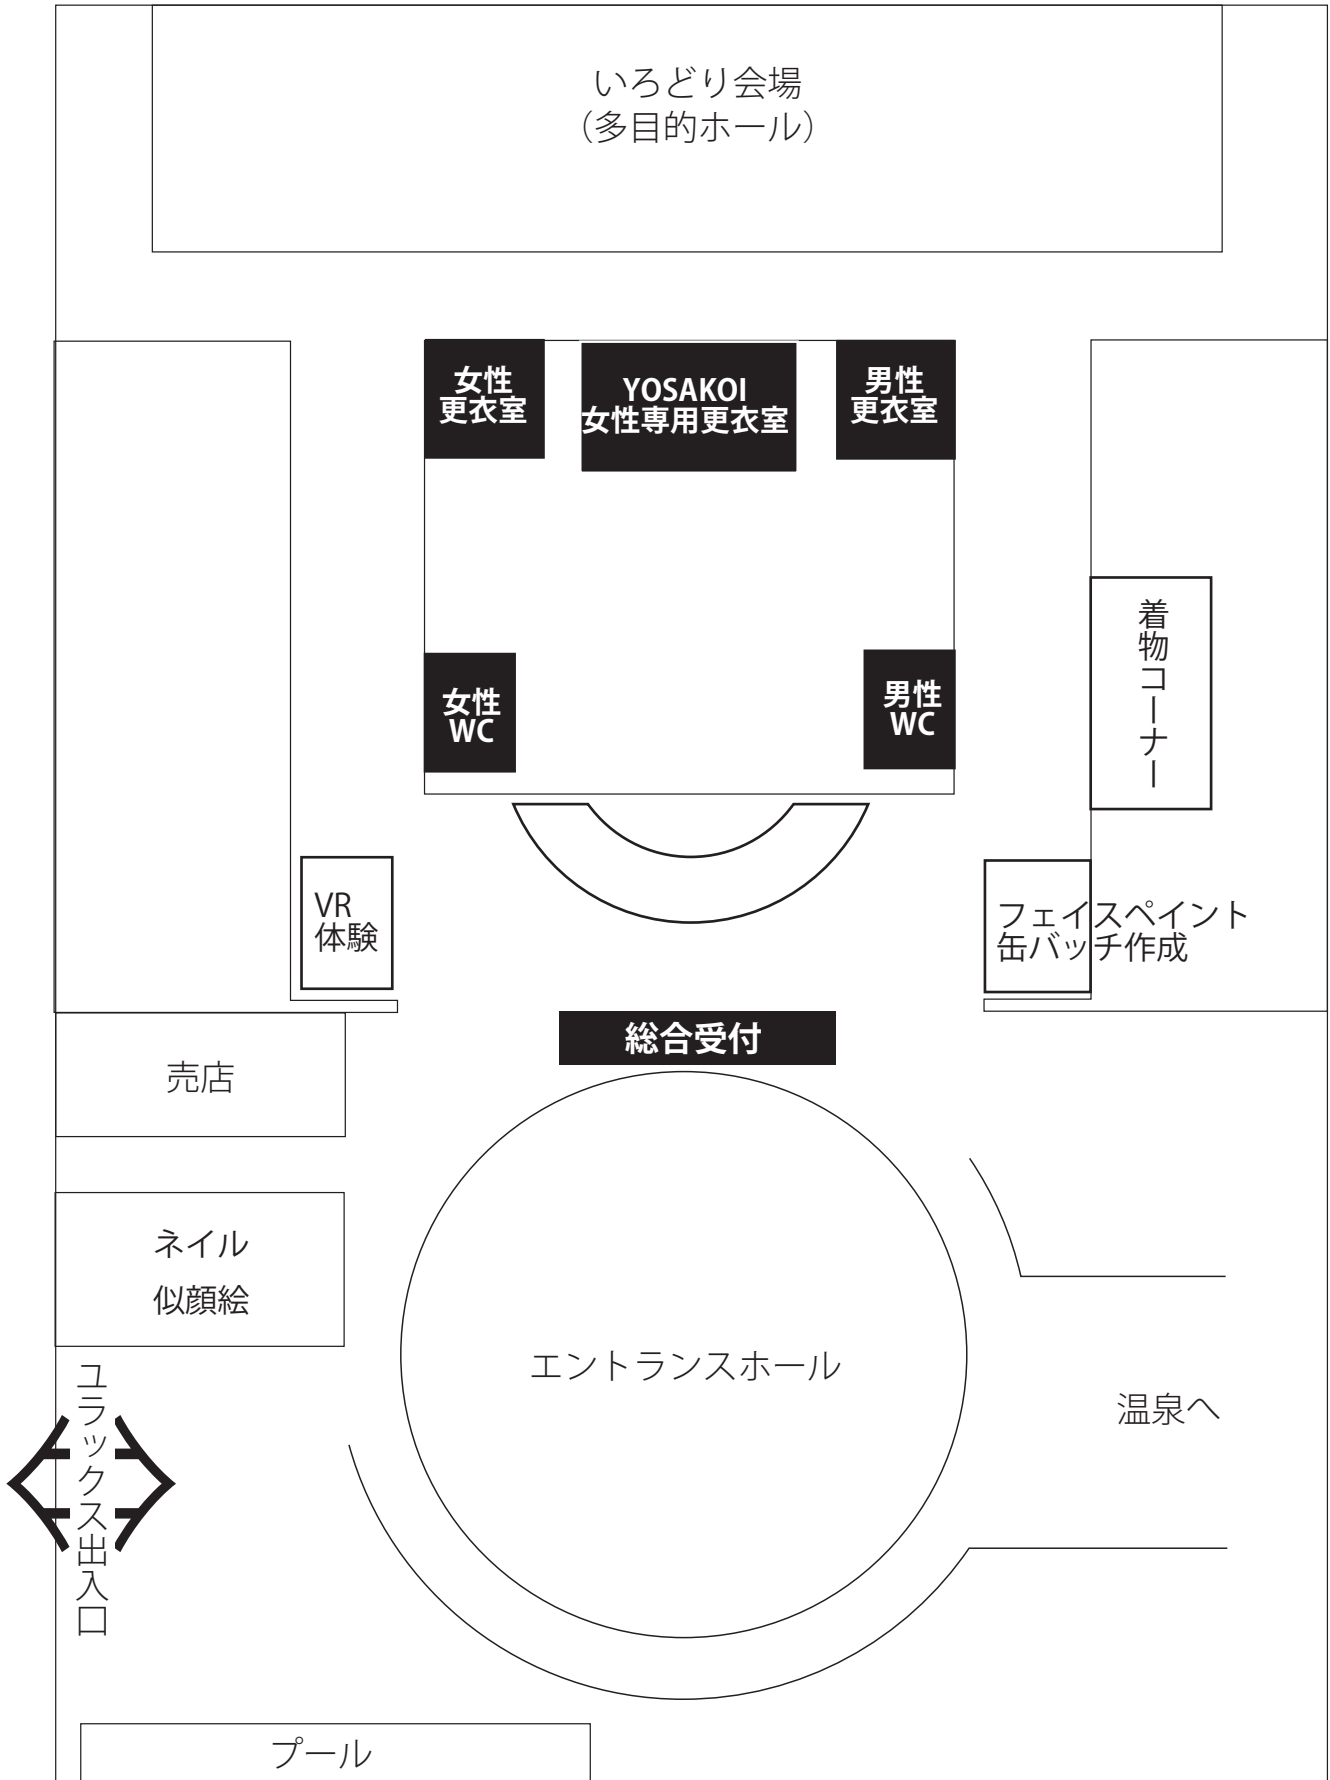 いろどり会場
(多目的ホール)
女性
更衣室
YOSAKOI
女性専用更衣室
男性
更衣室
着物コーナー
女性
WC
男性
WC
VR
体験
フェイスペイント
缶バッチ作成
総合受付
売店
ネイル
似顔絵
エントランスホール
温泉へ
ユラックス出入口
プール